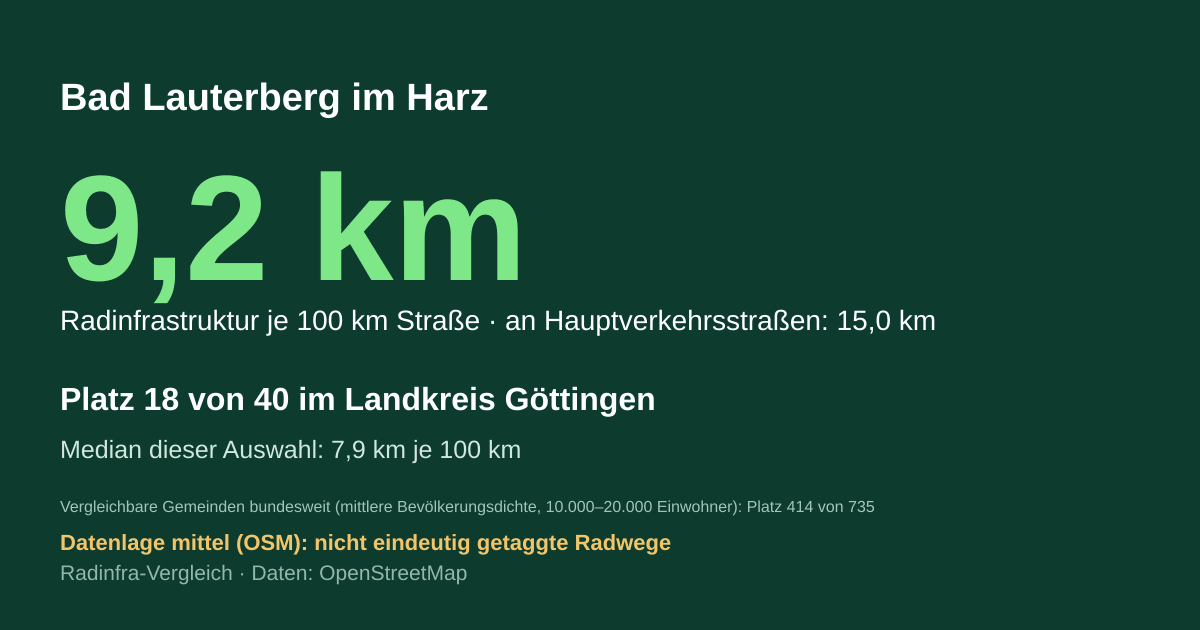 Bad Lauterberg im Harz
9,2 km
Radinfrastruktur je 100 km Straße · an Hauptverkehrsstraßen: 15,0 km
Platz 18 von 40 im Landkreis Göttingen
Median dieser Auswahl: 7,9 km je 100 km
Vergleichbare Gemeinden bundesweit (mittlere Bevölkerungsdichte, 10.000–20.000 Einwohner): Platz 414 von 735
Datenlage mittel (OSM): nicht eindeutig getaggte Radwege
Radinfra-Vergleich · Daten: OpenStreetMap